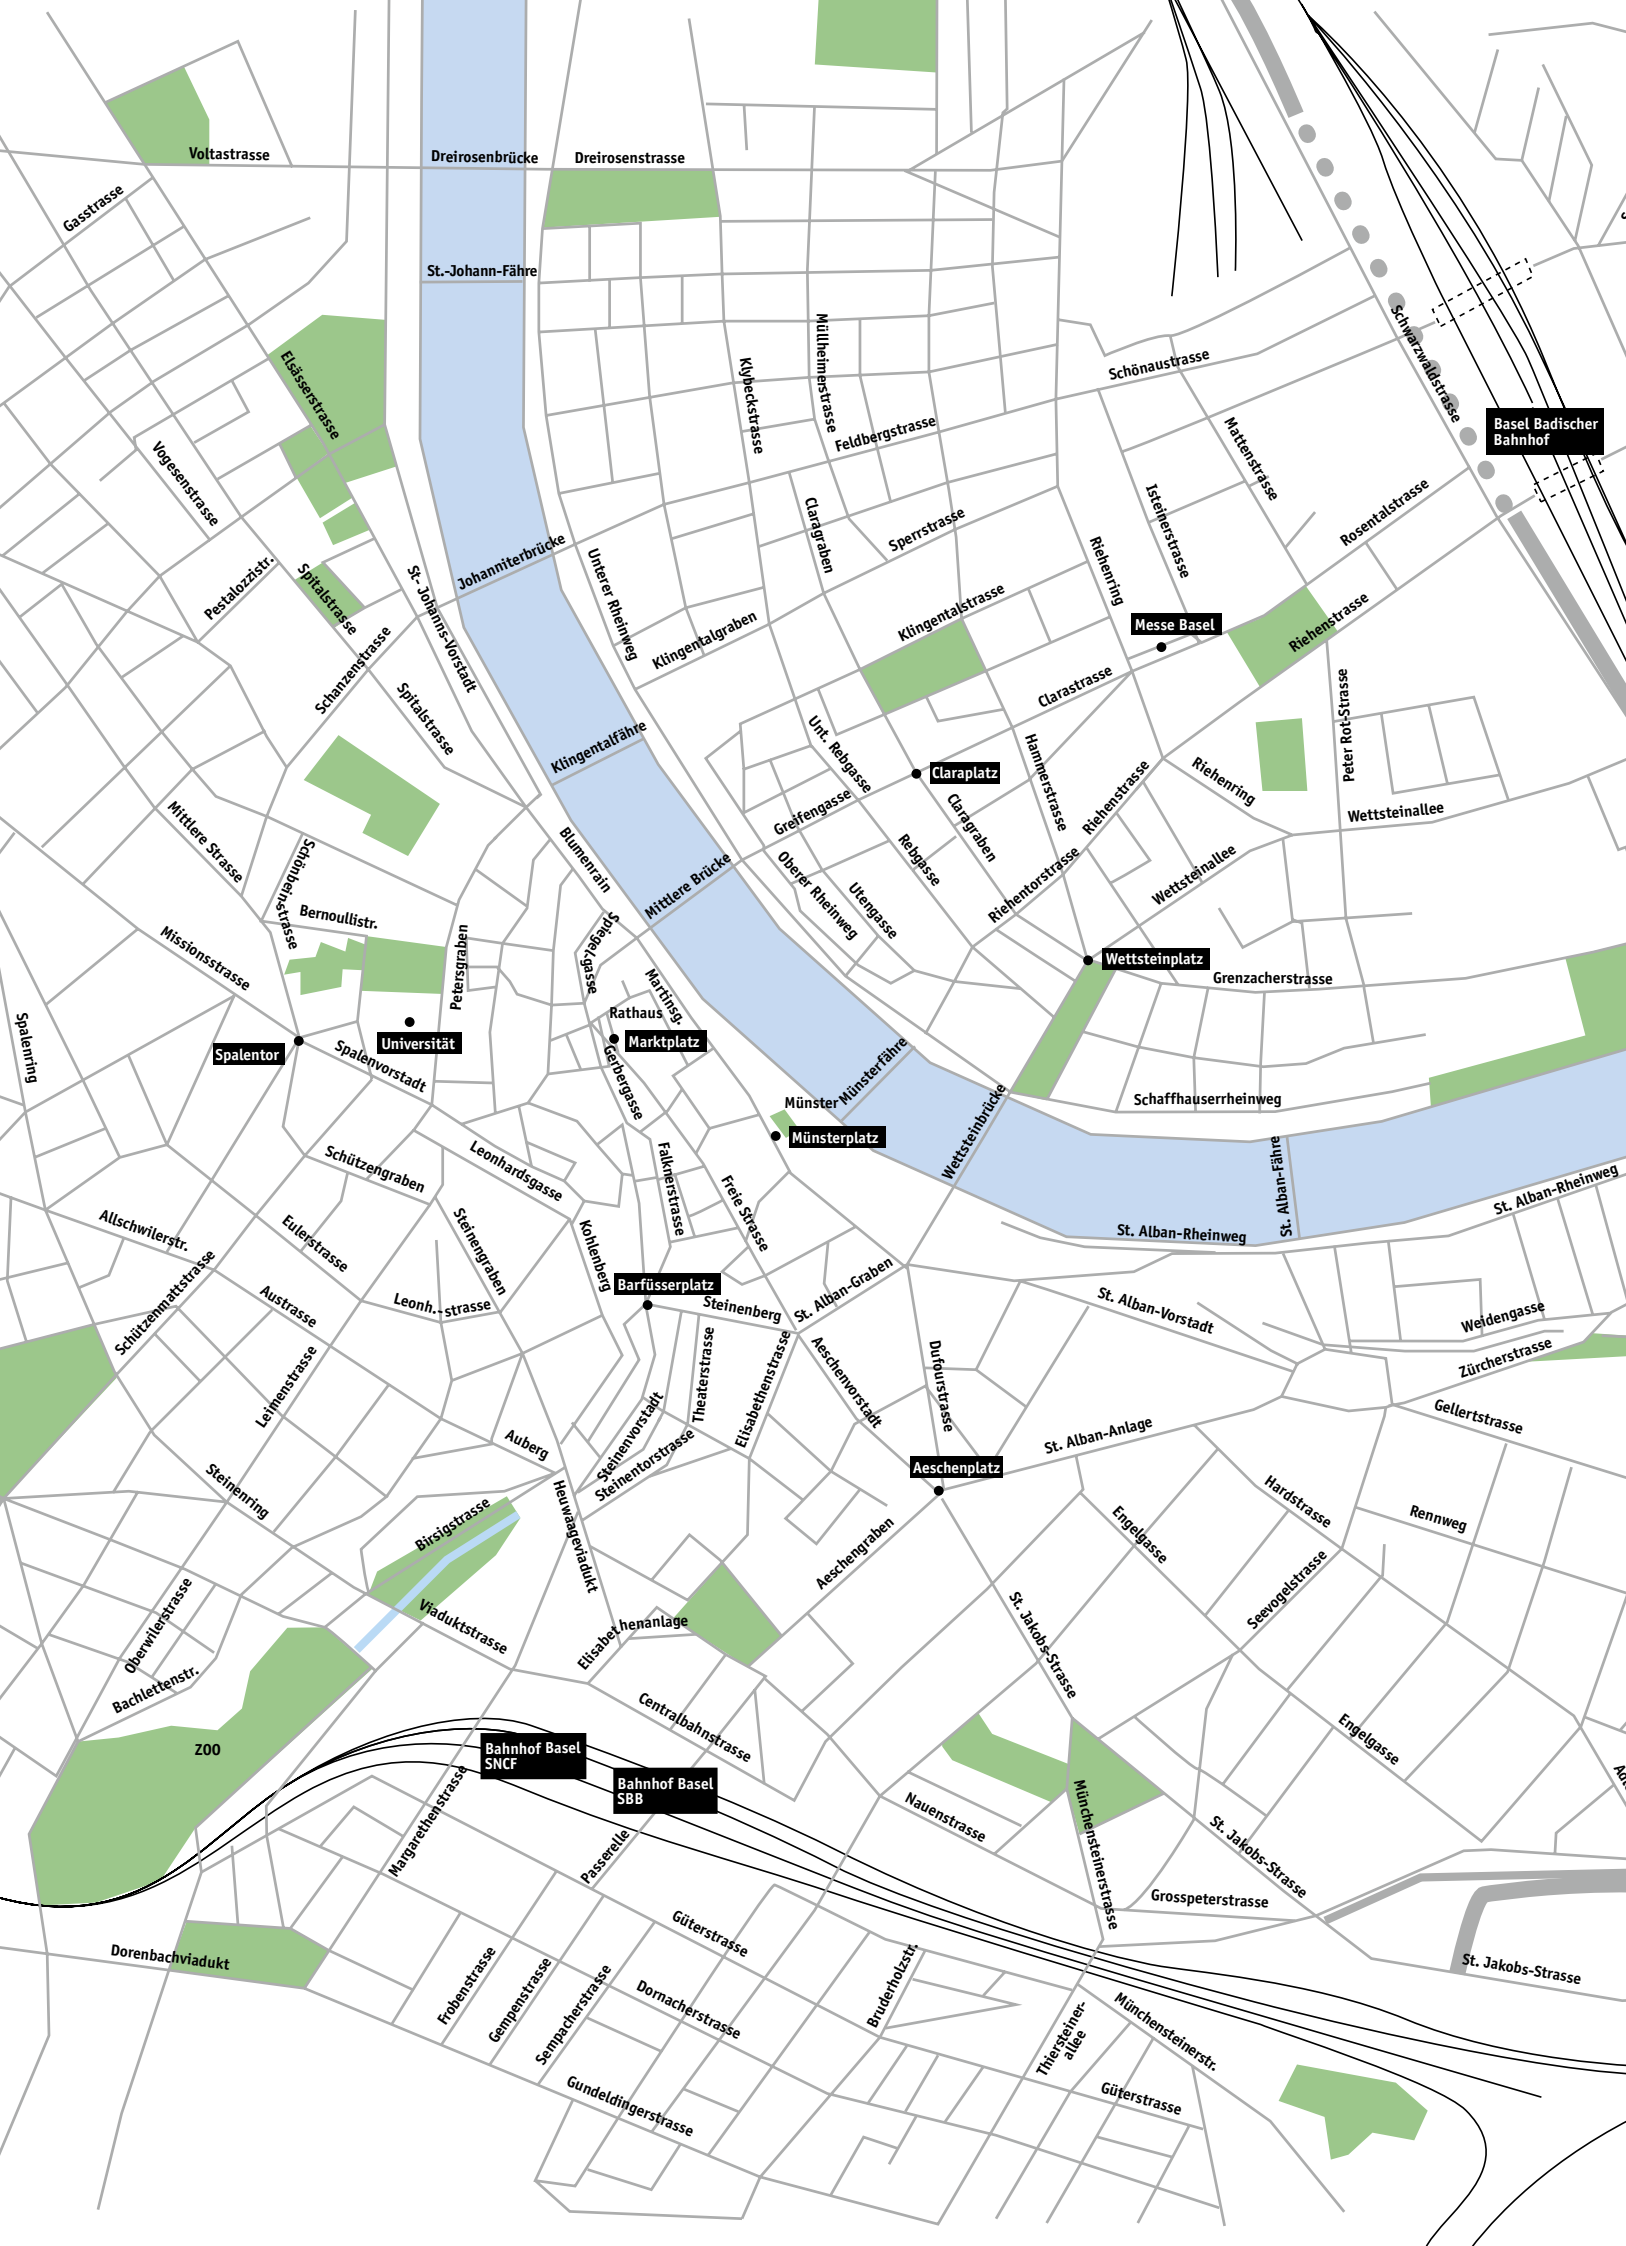 Voltastrasse
Dreirosenbrücke
Dreirosenstrasse
Gasstrasse
St.-Johann-Fähre
Elsässerstrasse
Klybeckstrasse
Müllheimerstrasse
Schönaustrasse
Schwarzwaldstrasse
Basel Badischer
Bahnhof
Feldbergstrasse
Mattenstrasse
Vogesenstrasse
Claragraben
Sperrstrasse
Isteinerstrasse
Rosentalstrasse
Johanniterbrücke
Unterer Rheinweg
Riehenring
Pestalozzistr.
Spitalstrasse
St. Johanns-Vorstadt
Klingentalstrasse
Klingentalgraben
Messe Basel
Riehenstrasse
Schanzenstrasse
Spitalstrasse
Clarastrasse
Peter Rot-Strasse
Klingentalfähre
Unt. Rebgasse
Claraplatz
Hammerstrasse
Riehenstrasse
Riehenring
Wettsteinallee
Greifengasse
Claragraben
Mittlere Strasse
Schönbeinstrasse
Blumenrain
Mittlere Brücke
Oberer Rheinweg
Utengasse
Rebgasse
Riehentorstrasse
Wettsteinallee
Bernoullistr.
Petersgraben
Spiegelgasse
Missionsstrasse
Martinsg.
Wettsteinplatz
Grenzacherstrasse
Spalenring
Rathaus
Marktplatz
Universität
Spalentor
Spalenvorstadt
Gerbergasse
Münsterfähre
Münster
Münsterplatz
Wettsteinbrücke
Schaffhauserrheinweg
Schützengraben
Leonhardsgasse
Falknerstrasse
Freie Strasse
St. Alban-Fähre
St. Alban-Rheinweg
St. Alban-Rheinweg
Allschwilerstr.
Eulerstrasse
Steinengraben
Kohlenberg
Schützenmattstrasse
Austrasse
Leonh.-strasse
Barfüsserplatz
Steinenberg
St. Alban-Graben
St. Alban-Vorstadt
Weidengasse
Zürcherstrasse
Leimenstrasse
Theaterstrasse
Elisabethenstrasse
Aeschenvorstadt
Dufourstrasse
Auberg
Steinenvorstadt
Steinentorstrasse
St. Alban-Anlage
Gellertstrasse
Aeschenplatz
Steinenring
Birsigstrasse
Heuwaageviadukt
Aeschengraben
Engelgasse
Hardstrasse
Rennweg
Oberwilerstrasse
Bachlettenstr.
Viaduktstrasse
Elisabethenanlage
St. Jakobs-Strasse
Seevogelstrasse
Centralbahnstrasse
Engelgasse
ZOO
Bahnhof Basel
SNCF
Bahnhof Basel
SBB
Margarethenstrasse
Passerelle
Nauenstrasse
Münchensteinerstrasse
St. Jakobs-Strasse
Grosspeterstrasse
Dorenbachviadukt
Güterstrasse
St. Jakobs-Strasse
Frobenstrasse
Gempenstrasse
Sempacherstrasse
Dornacherstrasse
Bruderholzstr.
Thiersteiner-
allee
Münchensteinerstr.
Gundeldingerstrasse
Güterstrasse